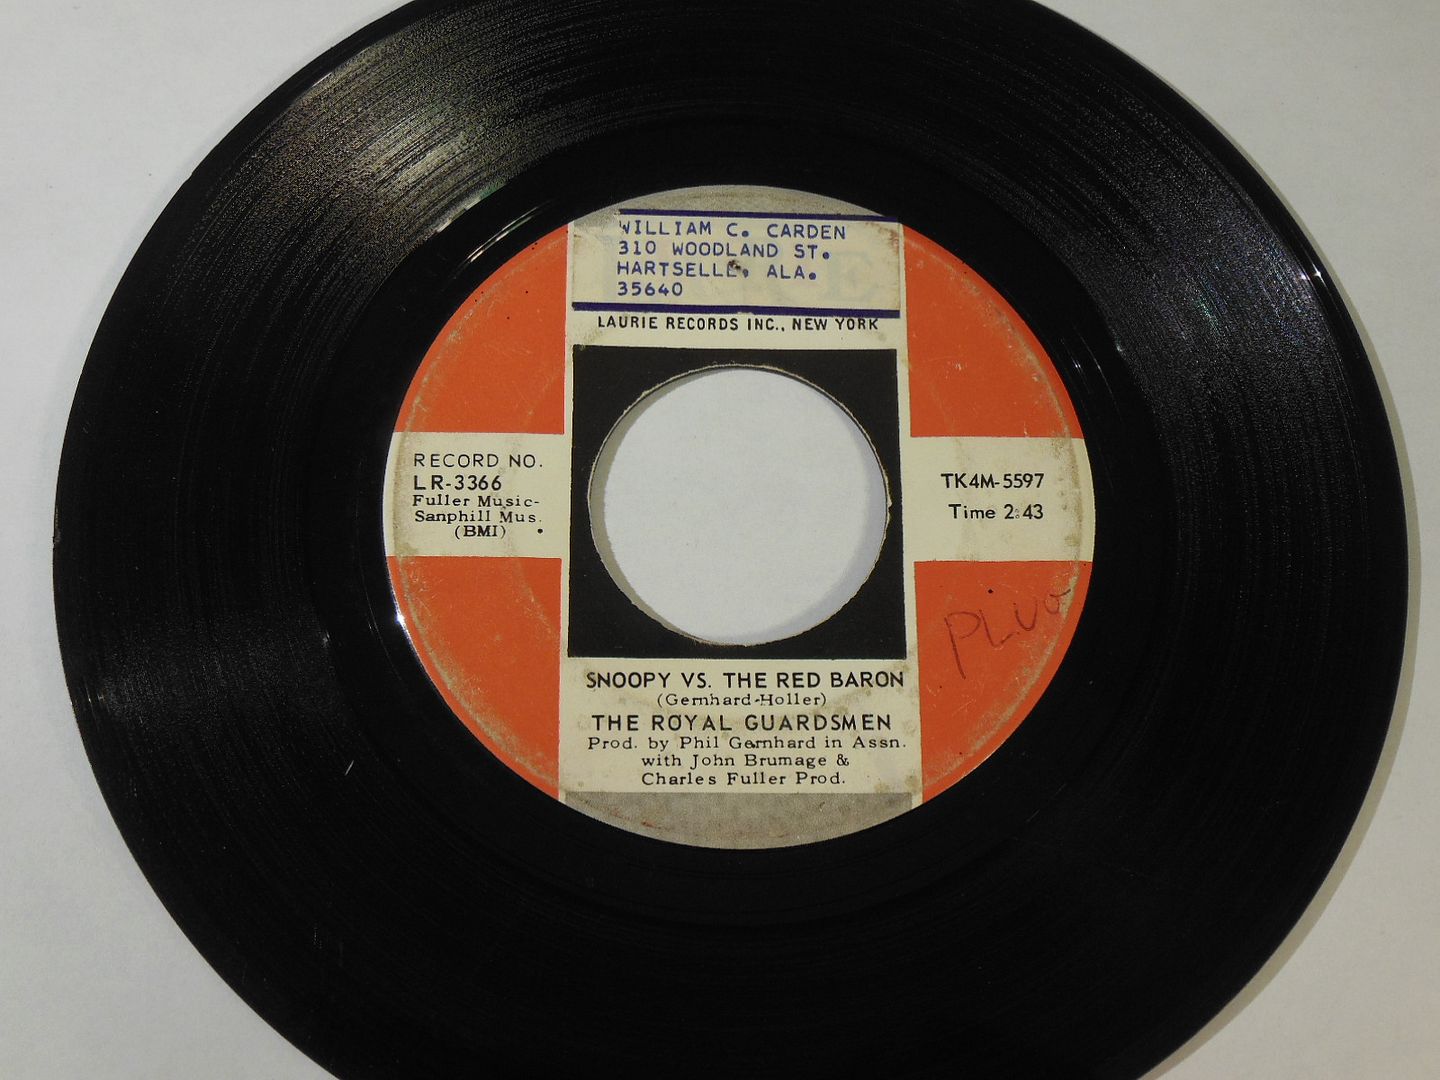 WILLIAM C. CARDEN
310 WOODLAND ST.
HARTSELLE, ALA.
35640
LAURIE RECORDS INC., NEW YORK
RECORD NO.
LR-3366
Fuller Music-
Sanphill Mus.
(BMI)
TK4M-5597
Time 2:43
PLUO
SNOOPY VS. THE RED BARON
(Gernhard-Holler)
THE ROYAL GUARDSMEN
Prod. by Phil Gernhard in Assn.
with John Brumage &
Charles Fuller Prod.